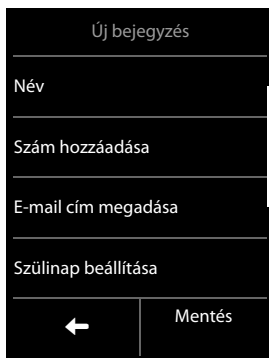 Új bejegyzés
Név
Szám hozzáadása
E-mail cím megadása
Szülinap beállítása
Mentés